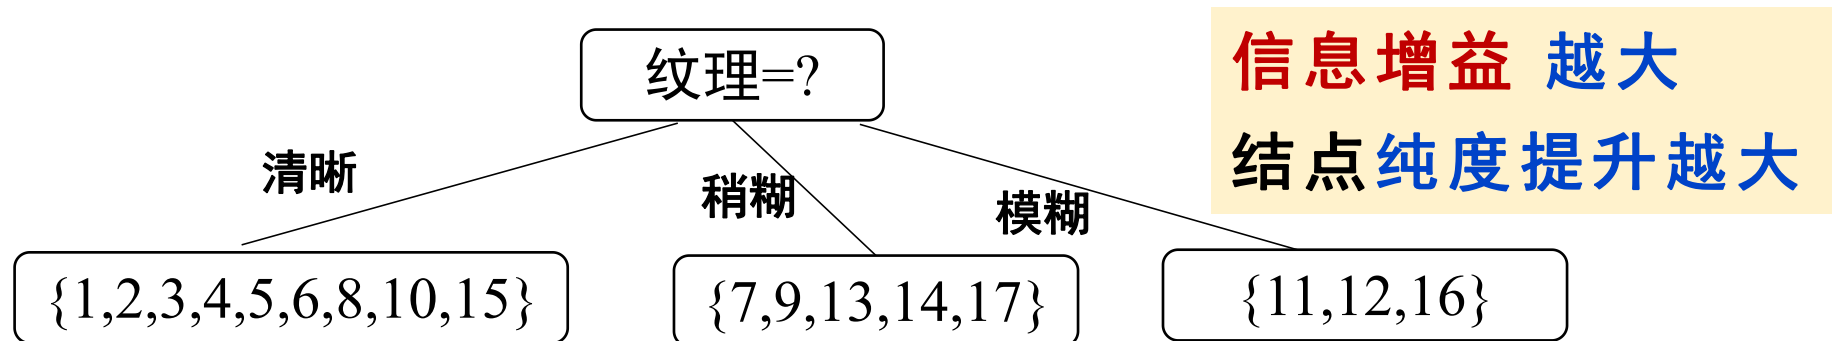 纹理=?
信息增益 越大
结点纯度提升越大
清晰
稍糊
模糊
{1,2,3,4,5,6,8,10,15}
{7,9,13,14,17}
{11,12,16}